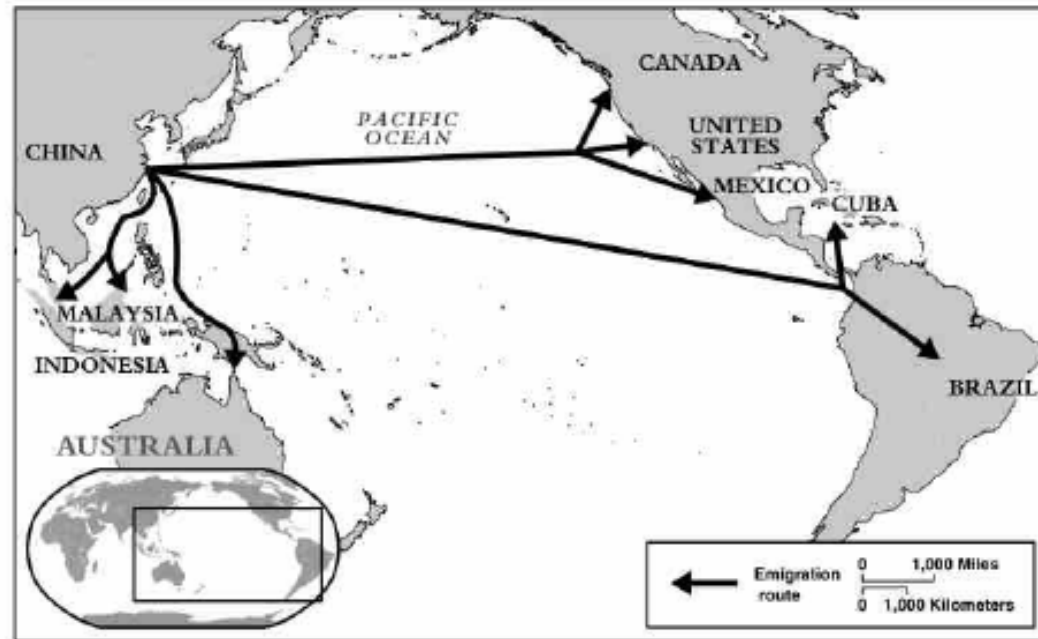 CANADA
PACIFIC
OCEAN
UNITED
STATES
CHINA
MEXICO
CUBA
MALAYSIA
INDONESIA
BRAZIL
AUSTRALIA
Emigration
route
0 1,000 Miles
0 1,000 Kilometers